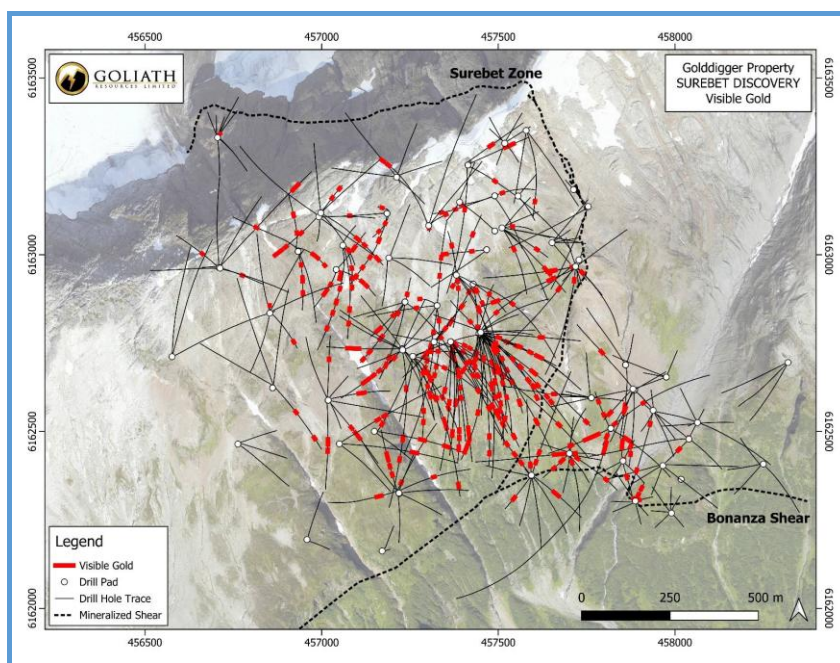 456500 457000 457500 458000
6163500
6163000
6162500
6162000
GOLIATH
RESOURCES LIMITED
Surebet Zone
Golddigger Property
SUREBET DISCOVERY
Visible Gold
6163500
6163000
6162500
6162000
Bonanza Shear
Legend
Visible Gold
Drill Pad
Drill Hole Trace
Mineralized Shear
0 250 500 m
456500 457000 457500 458000